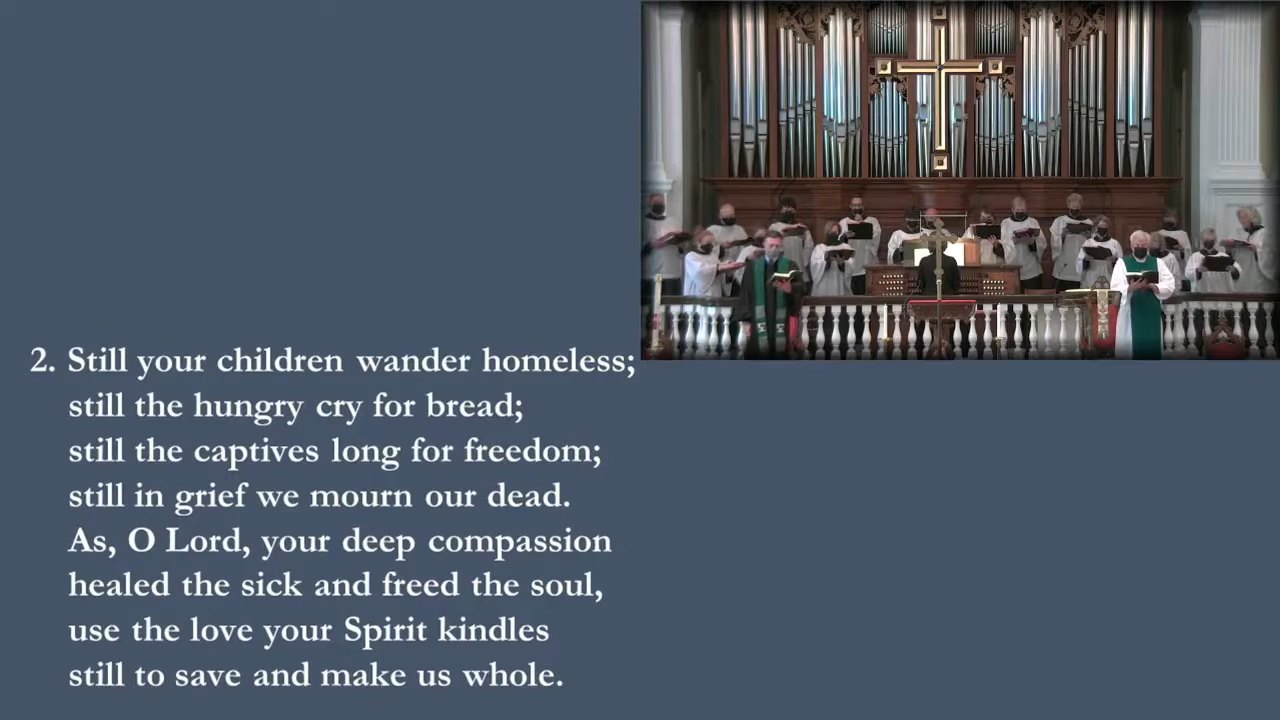 2. Still your children wander homeless;
still the hungry cry for bread;
still the captives long for freedom;
still in grief we mourn our dead.
As, O Lord, your deep compassion
healed the sick and freed the soul,
use the love your Spirit kindles
still to save and make us whole.